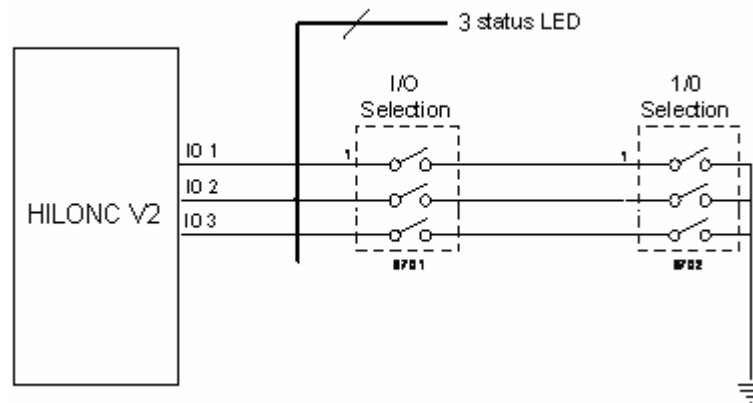 3 status LED
I/O
Selection
1/0
Selection
1
1
IO 1
IO 2
IO 3
HILONC V2